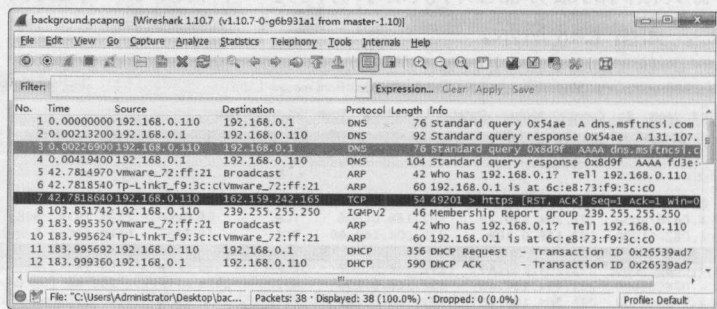 background.pcapng [Wireshark 1.10.7 (v1.10.7-0-g6b931a1 from master-1.10)]
File Edit View Go Capture Analyze Statistics Telephony Tools Internals Help
Filter: Expression... Clear Apply Save
No. Time Source Destination Protocol Length Info
1 0.00000000 192.168.0.110 192.168.0.1 DNS 76 Standard query 0x54ae A dns.msftncsi.com
2 0.00213200 192.168.0.1 192.168.0.110 DNS 92 Standard query response 0x54ae A 131.107.
3 0.00226900 192.168.0.110 192.168.0.1 DNS 76 Standard query 0x8d9f AAAA dns.msftncsi.c
4 0.00419400 192.168.0.1 192.168.0.110 DNS 104 Standard query response 0x8d9f AAAA fd3e:
5 42.7814970 Vmware_72:ff:21 Broadcast ARP 42 Who has 192.168.0.1? Tell 192.168.0.110
6 42.7818540 Tp-LinkT_f9:3c:c( Vmware_72:ff:21 ARP 60 192.168.0.1 is at 6c:e8:73:f9:3c:c0
7 42.7818640 192.168.0.110 162.159.242.165 TCP 54 49201 > https [RST, ACK] Seq=1 Ack=1 Win=0
8 103.851742 192.168.0.110 239.255.255.250 IGMPv2 46 Membership Report group 239.255.255.250
9 183.995350 Vmware_72:ff:21 Broadcast ARP 42 Who has 192.168.0.1? Tell 192.168.0.110
10 183.995624 Tp-LinkT_f9:3c:c( Vmware_72:ff:21 ARP 60 192.168.0.1 is at 6c:e8:73:f9:3c:c0
11 183.995692 192.168.0.110 192.168.0.1 DHCP 356 DHCP Request - Transaction ID 0x26539ad7
12 183.999360 192.168.0.1 192.168.0.110 DHCP 590 DHCP ACK - Transaction ID 0x26539ad7
File: "C:\Users\Administrator\Desktop\bac... Packets: 38 · Displayed: 38 (100.0%) · Dropped: 0 (0.0%) Profile: Default